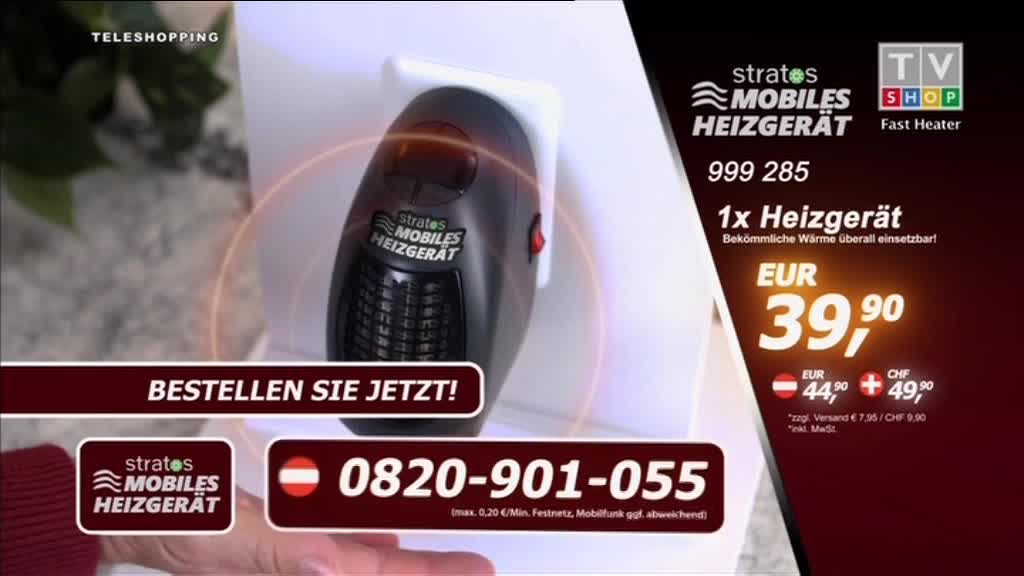 TELESHOPPING
stratos
MOBILES
HEIZGERÄT
TV
SHOP
Fast Heater
999 285
1x Heizgerät
Bekömmliche Wärme überall einsetzbar!
EUR
39,90
EUR
44,90
CHF
49,90
*zzgl. Versand € 7,95 / CHF 9,90
*inkl. MwSt.
stratos
MOBILES
HEIZGERÄT
BESTELLEN SIE JETZT!
stratos
MOBILES
HEIZGERÄT
0820-901-055
(max. 0,20 €/Min. Festnetz, Mobilfunk ggf. abweichend)